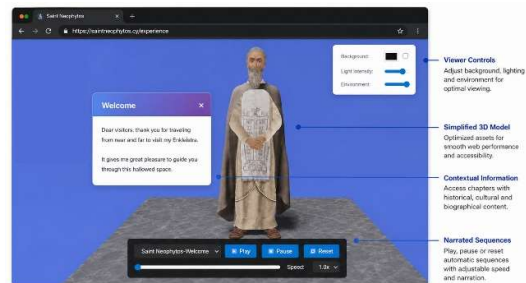 Saint Neophytos
https://saintneophytos.cy/experience
Background:
Light Intensity:
Environment:
Welcome
Dear visitors, thank you for traveling
from near and far to visit my Enkleistra.
It gives me great pleasure to guide you
through this hallowed space.
Saint Neophytos-Welcome
Play
Pause
Reset
Speed:
1.0x
Viewer Controls
Adjust background, lighting
and environment for
optimal viewing.
Simplified 3D Model
Optimized assets for
smooth web performance
and accessibility.
Contextual Information
Access chapters with
historical, cultural and
biographical content.
Narrated Sequences
Play, pause or reset
automatic sequences
with adjustable speed
and narration.